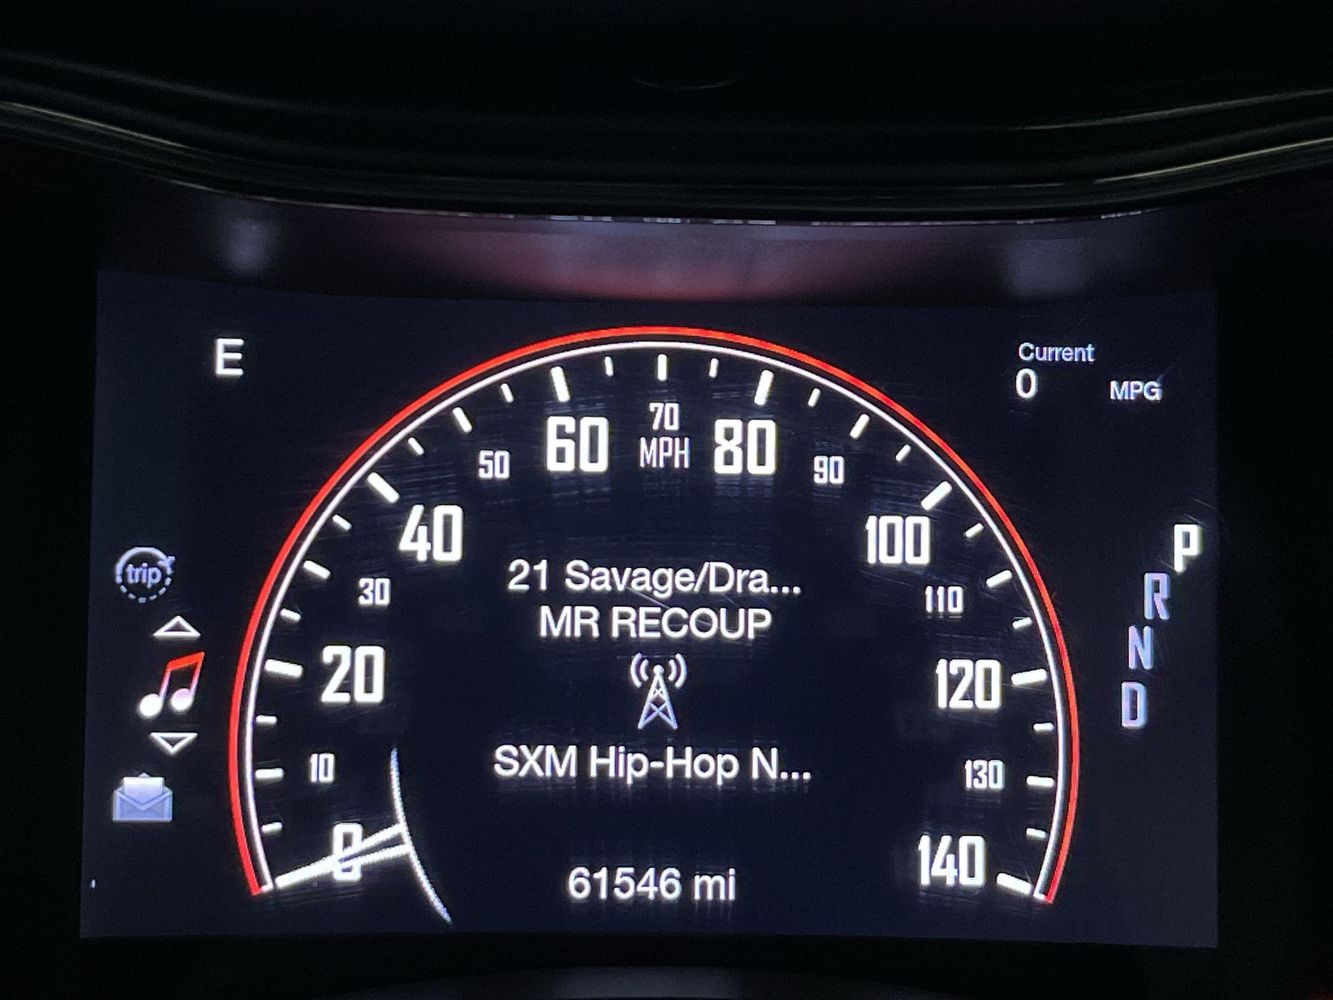 E
Current
0 MPG
0
10
20
30
40
50
60
70
MPH
80
90
100
110
120
130
140
21 Savage/Dra...
MR RECOUP
SXM Hip-Hop N...
61546 mi
trip
P
R
N
D